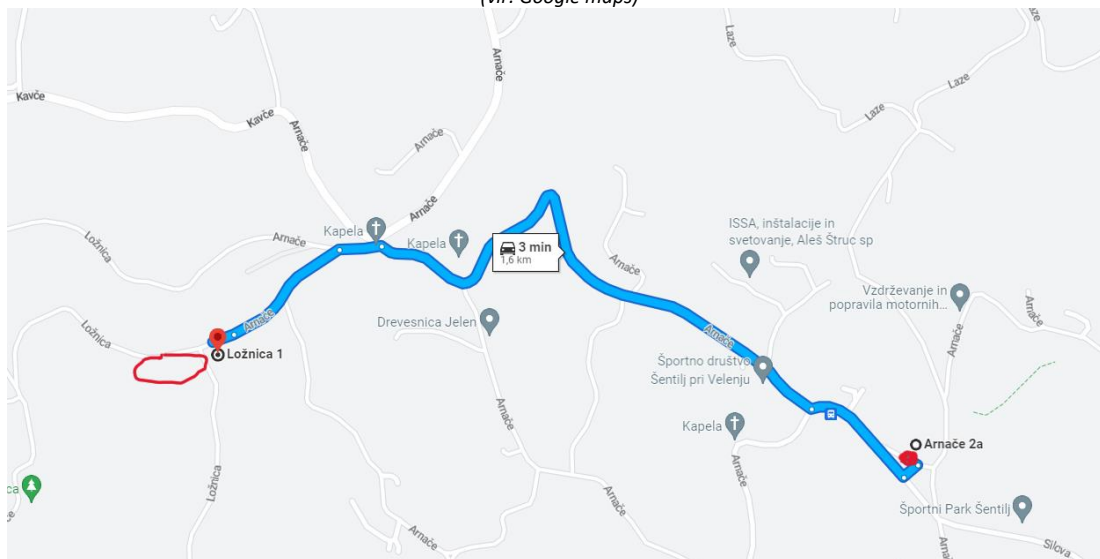 (vir: Google maps)
Laze
Laze
Laze
Laze
Arnače
Kavče
Kavče
Arnače
Arnače
Arnače
Kapela
Kapela
Arnače
Ložnica
3 min
1,6 km
ISSA, inštalacije in
svetovanje, Aleš Štruc sp
Arnače
Vzdrževanje in
popravila motornih...
Arnače
Drevesnica Jelen
Arnače
Arnače
Ložnica
Ložnica 1
Športno društvo
Šentilj pri Velenju
Arnače
Arnače
Kapela
Arnače 2a
Ložnica
Arnače
Športni Park Šentilj
Arnače
Arnače
Silova